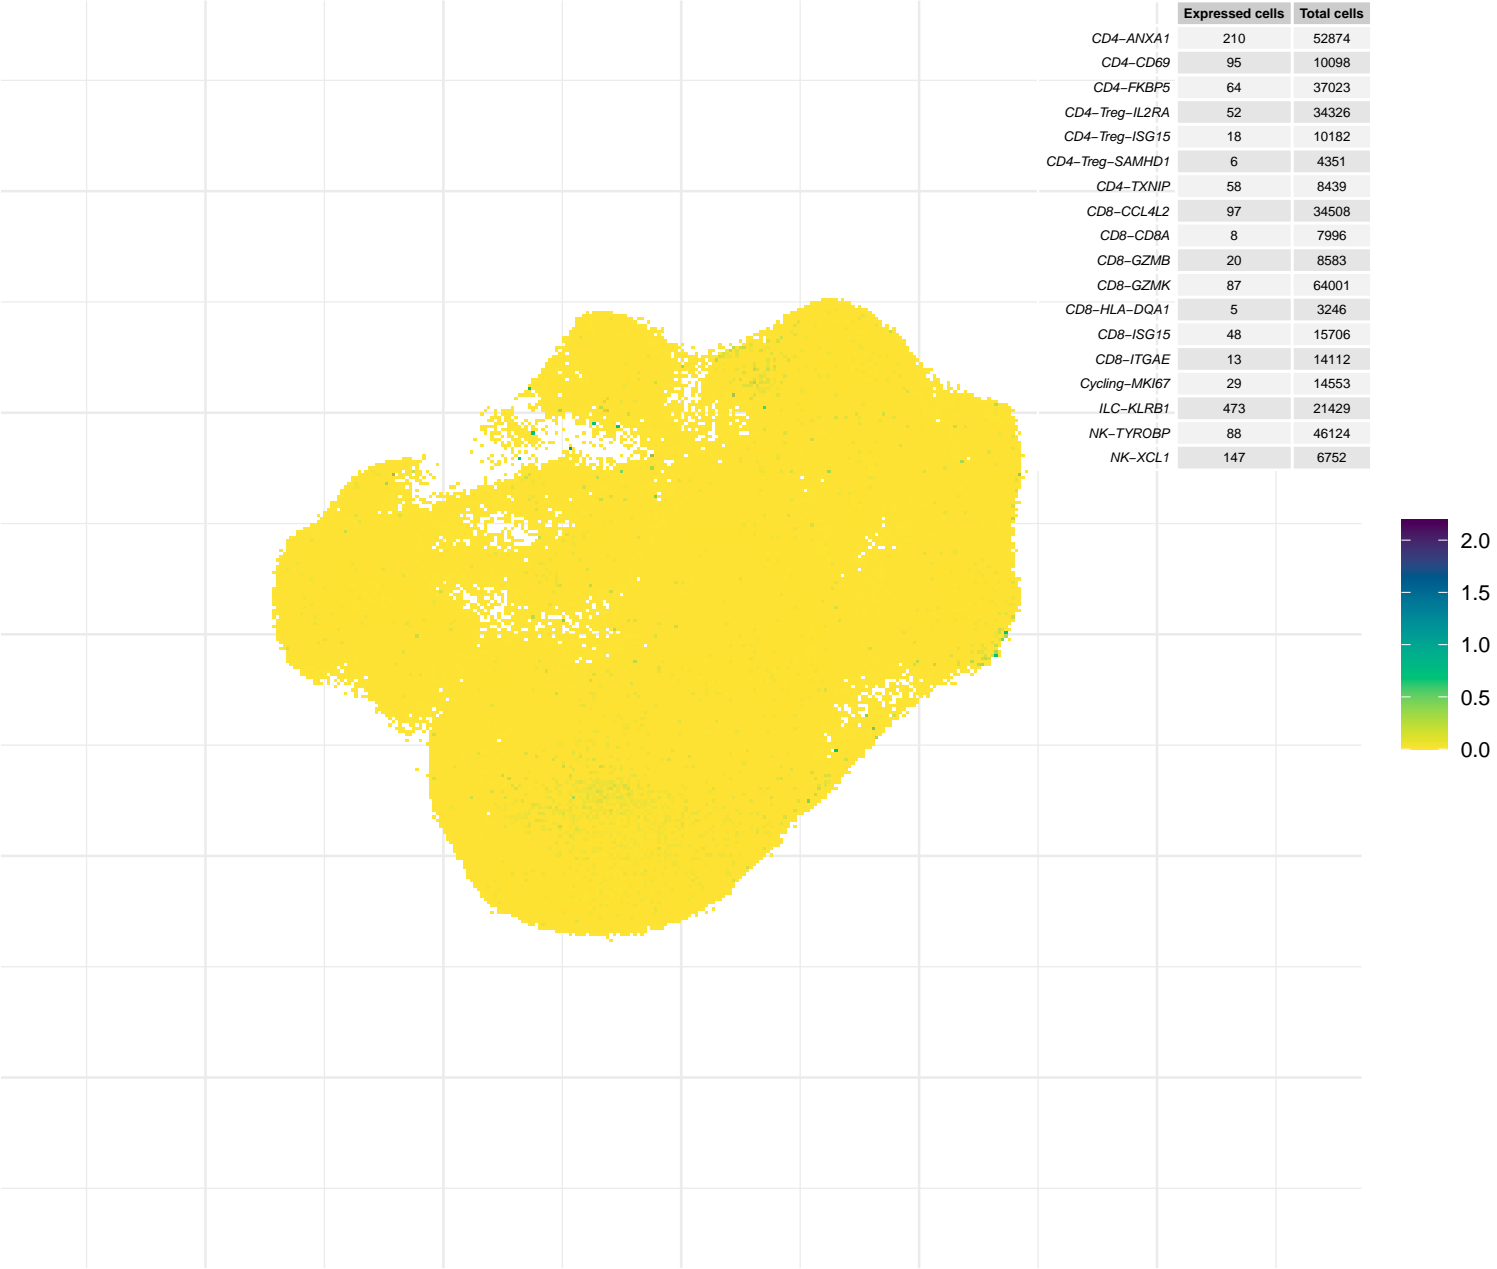 Expressed cells Total cells
CD4−ANXA1 210 52874
CD4−CD69 95 10098
CD4−FKBP5 64 37023
CD4−Treg−IL2RA 52 34326
CD4−Treg−ISG15 18 10182
CD4−Treg−SAMHD1 6 4351
CD4−TXNIP 58 8439
CD8−CCL4L2 97 34508
CD8−CD8A 8 7996
CD8−GZMB 20 8583
CD8−GZMK 87 64001
CD8−HLA−DQA1 5 3246
CD8−ISG15 48 15706
CD8−ITGAE 13 14112
Cycling−MKI67 29 14553
ILC−KLRB1 473 21429
NK−TYROBP 88 46124
NK−XCL1 147 6752
2.0
1.5
1.0
0.5
0.0